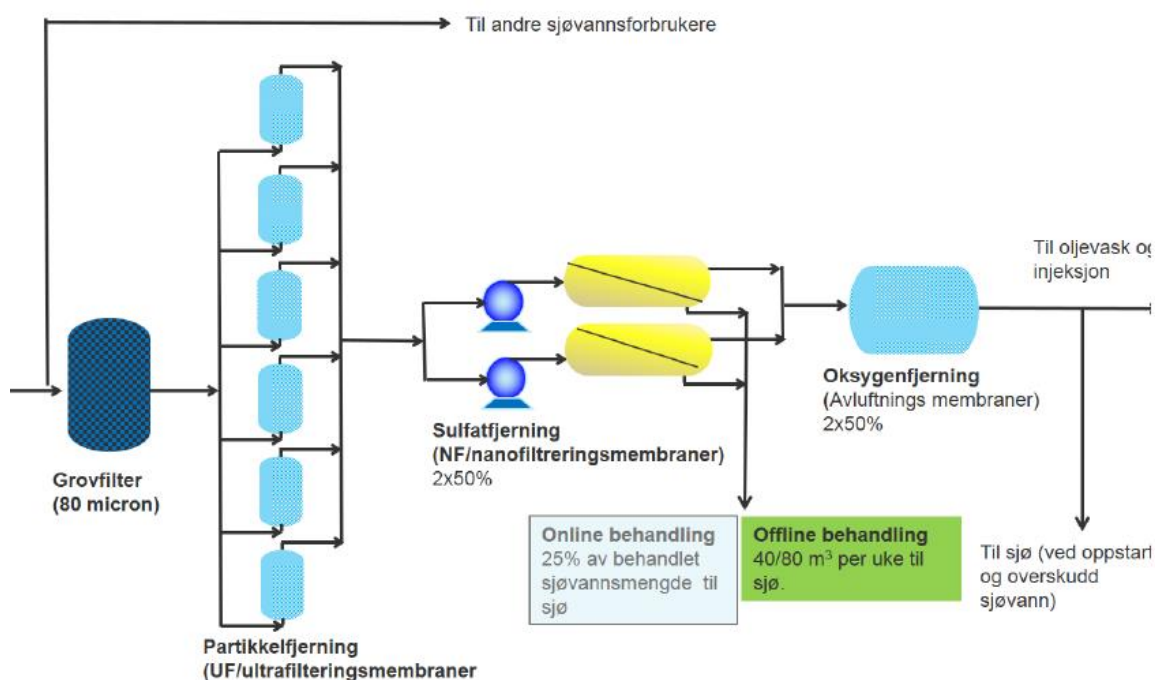 Til andre sjøvannsforbrukere
Grovfilter
(80 micron)
Partikkelfjerning
(UF/ultrafilteringsmembraner
Sulfatfjerning
(NF/nanofiltreringsmembraner)
2x50%
Online behandling
25% av behandlet
sjøvannsmengde til
sjø
Offline behandling
40/80 m³ per uke til
sjø.
Oksygenfjerning
(Avluftnings membraner)
2x50%
Til oljevask og
injeksjon
Til sjø (ved oppstart
og overskudd
sjøvann)